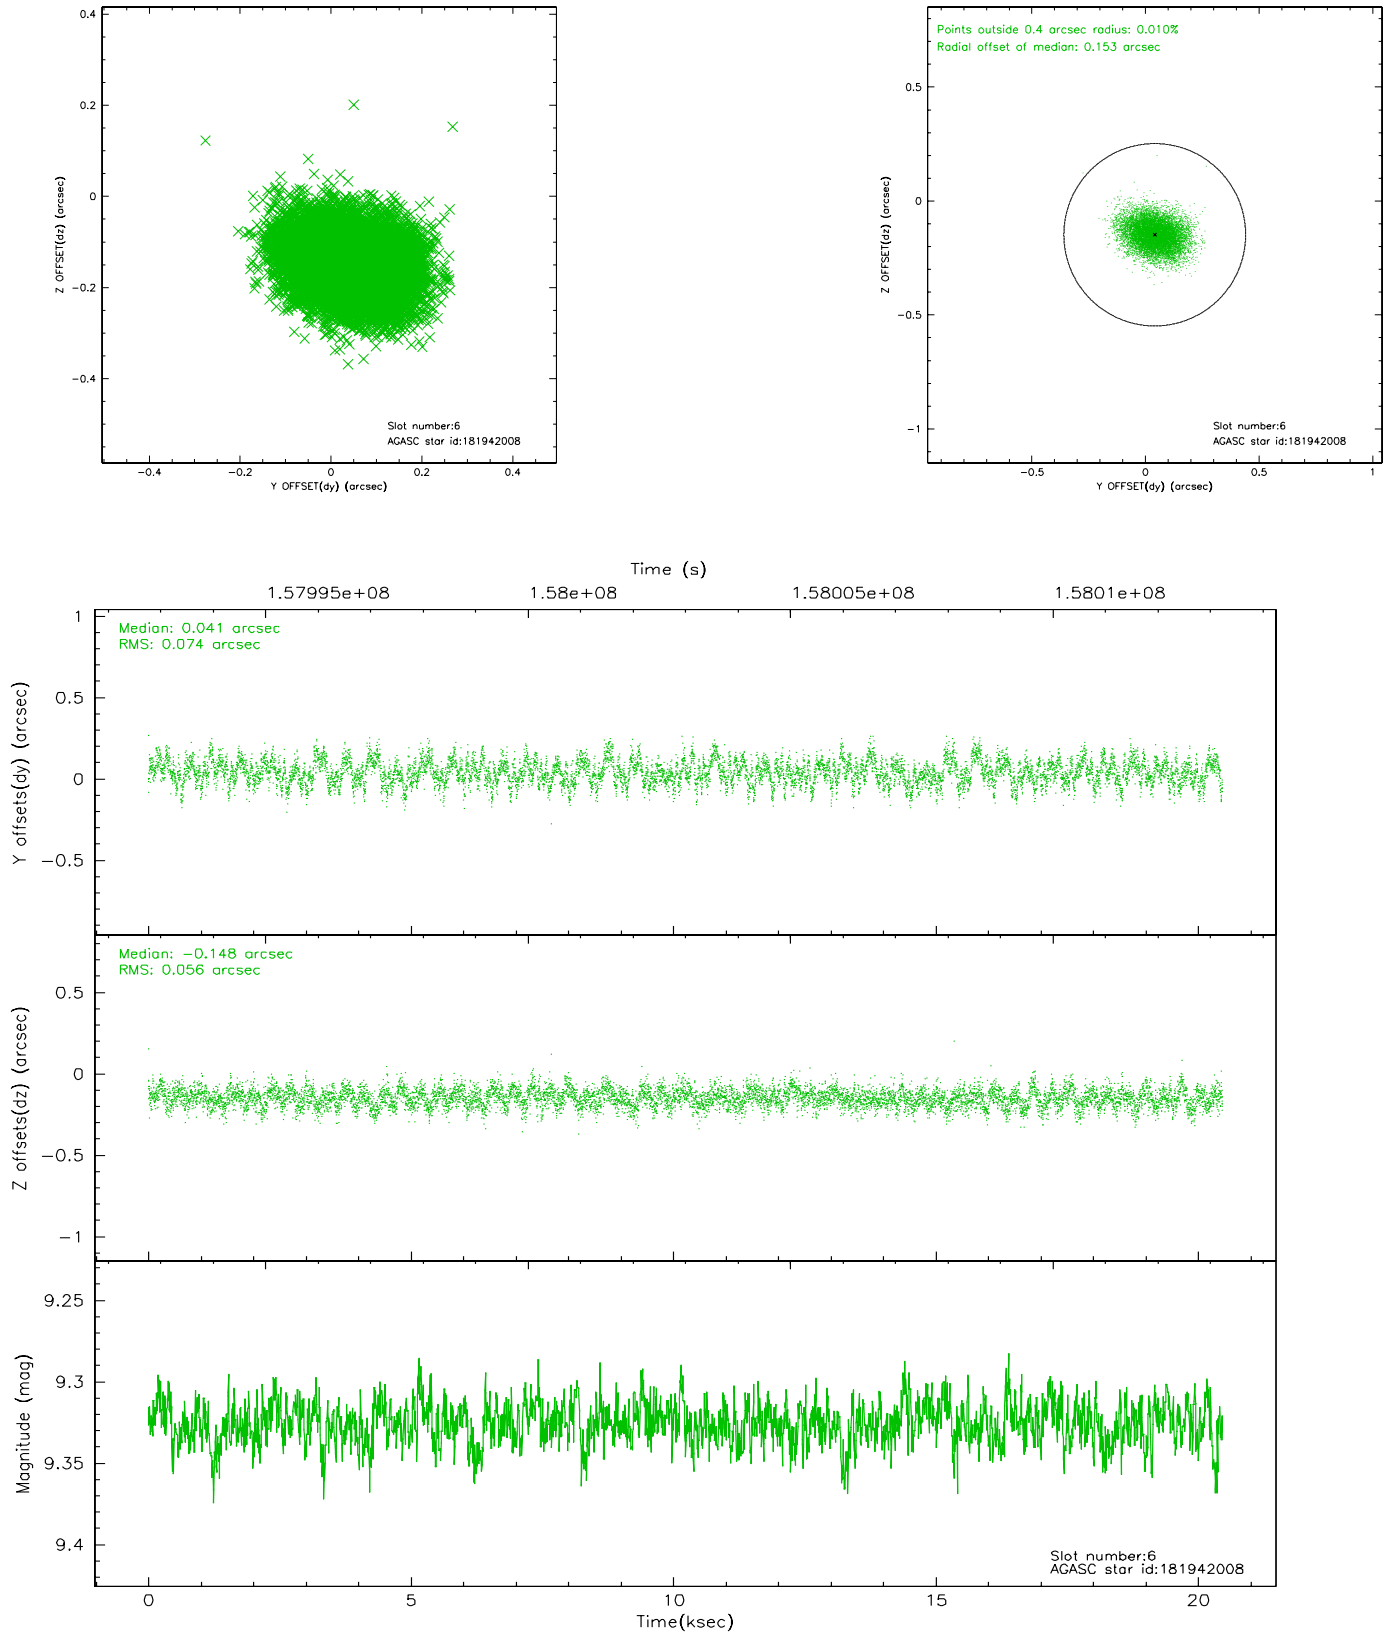 0.4
0.2
0
−0.2
−0.4
Z OFFSET(dz) (arcsec)
Slot number:6
AGASC star id:181942008
−0.4 −0.2 0 0.2 0.4
Y OFFSET(dy) (arcsec)
Points outside 0.4 arcsec radius: 0.010%
Radial offset of median: 0.153 arcsec
0.5
0
−0.5
−1
Z OFFSET(dz) (arcsec)
Slot number:6
AGASC star id:181942008
−0.5 0 0.5 1
Y OFFSET(dy) (arcsec)
Time (s)
1.57995e+08 1.58e+08 1.58005e+08 1.5801e+08
Median: 0.041 arcsec
RMS: 0.074 arcsec
1
0.5
0
−0.5
Y offsets(dy) (arcsec)
Median: −0.148 arcsec
RMS: 0.056 arcsec
0.5
0
−0.5
−1
Z offsets(dz) (arcsec)
9.25
9.3
9.35
9.4
Magnitude (mag)
Slot number:6
AGASC star id:181942008
0 5 10 15 20
Time(ksec)